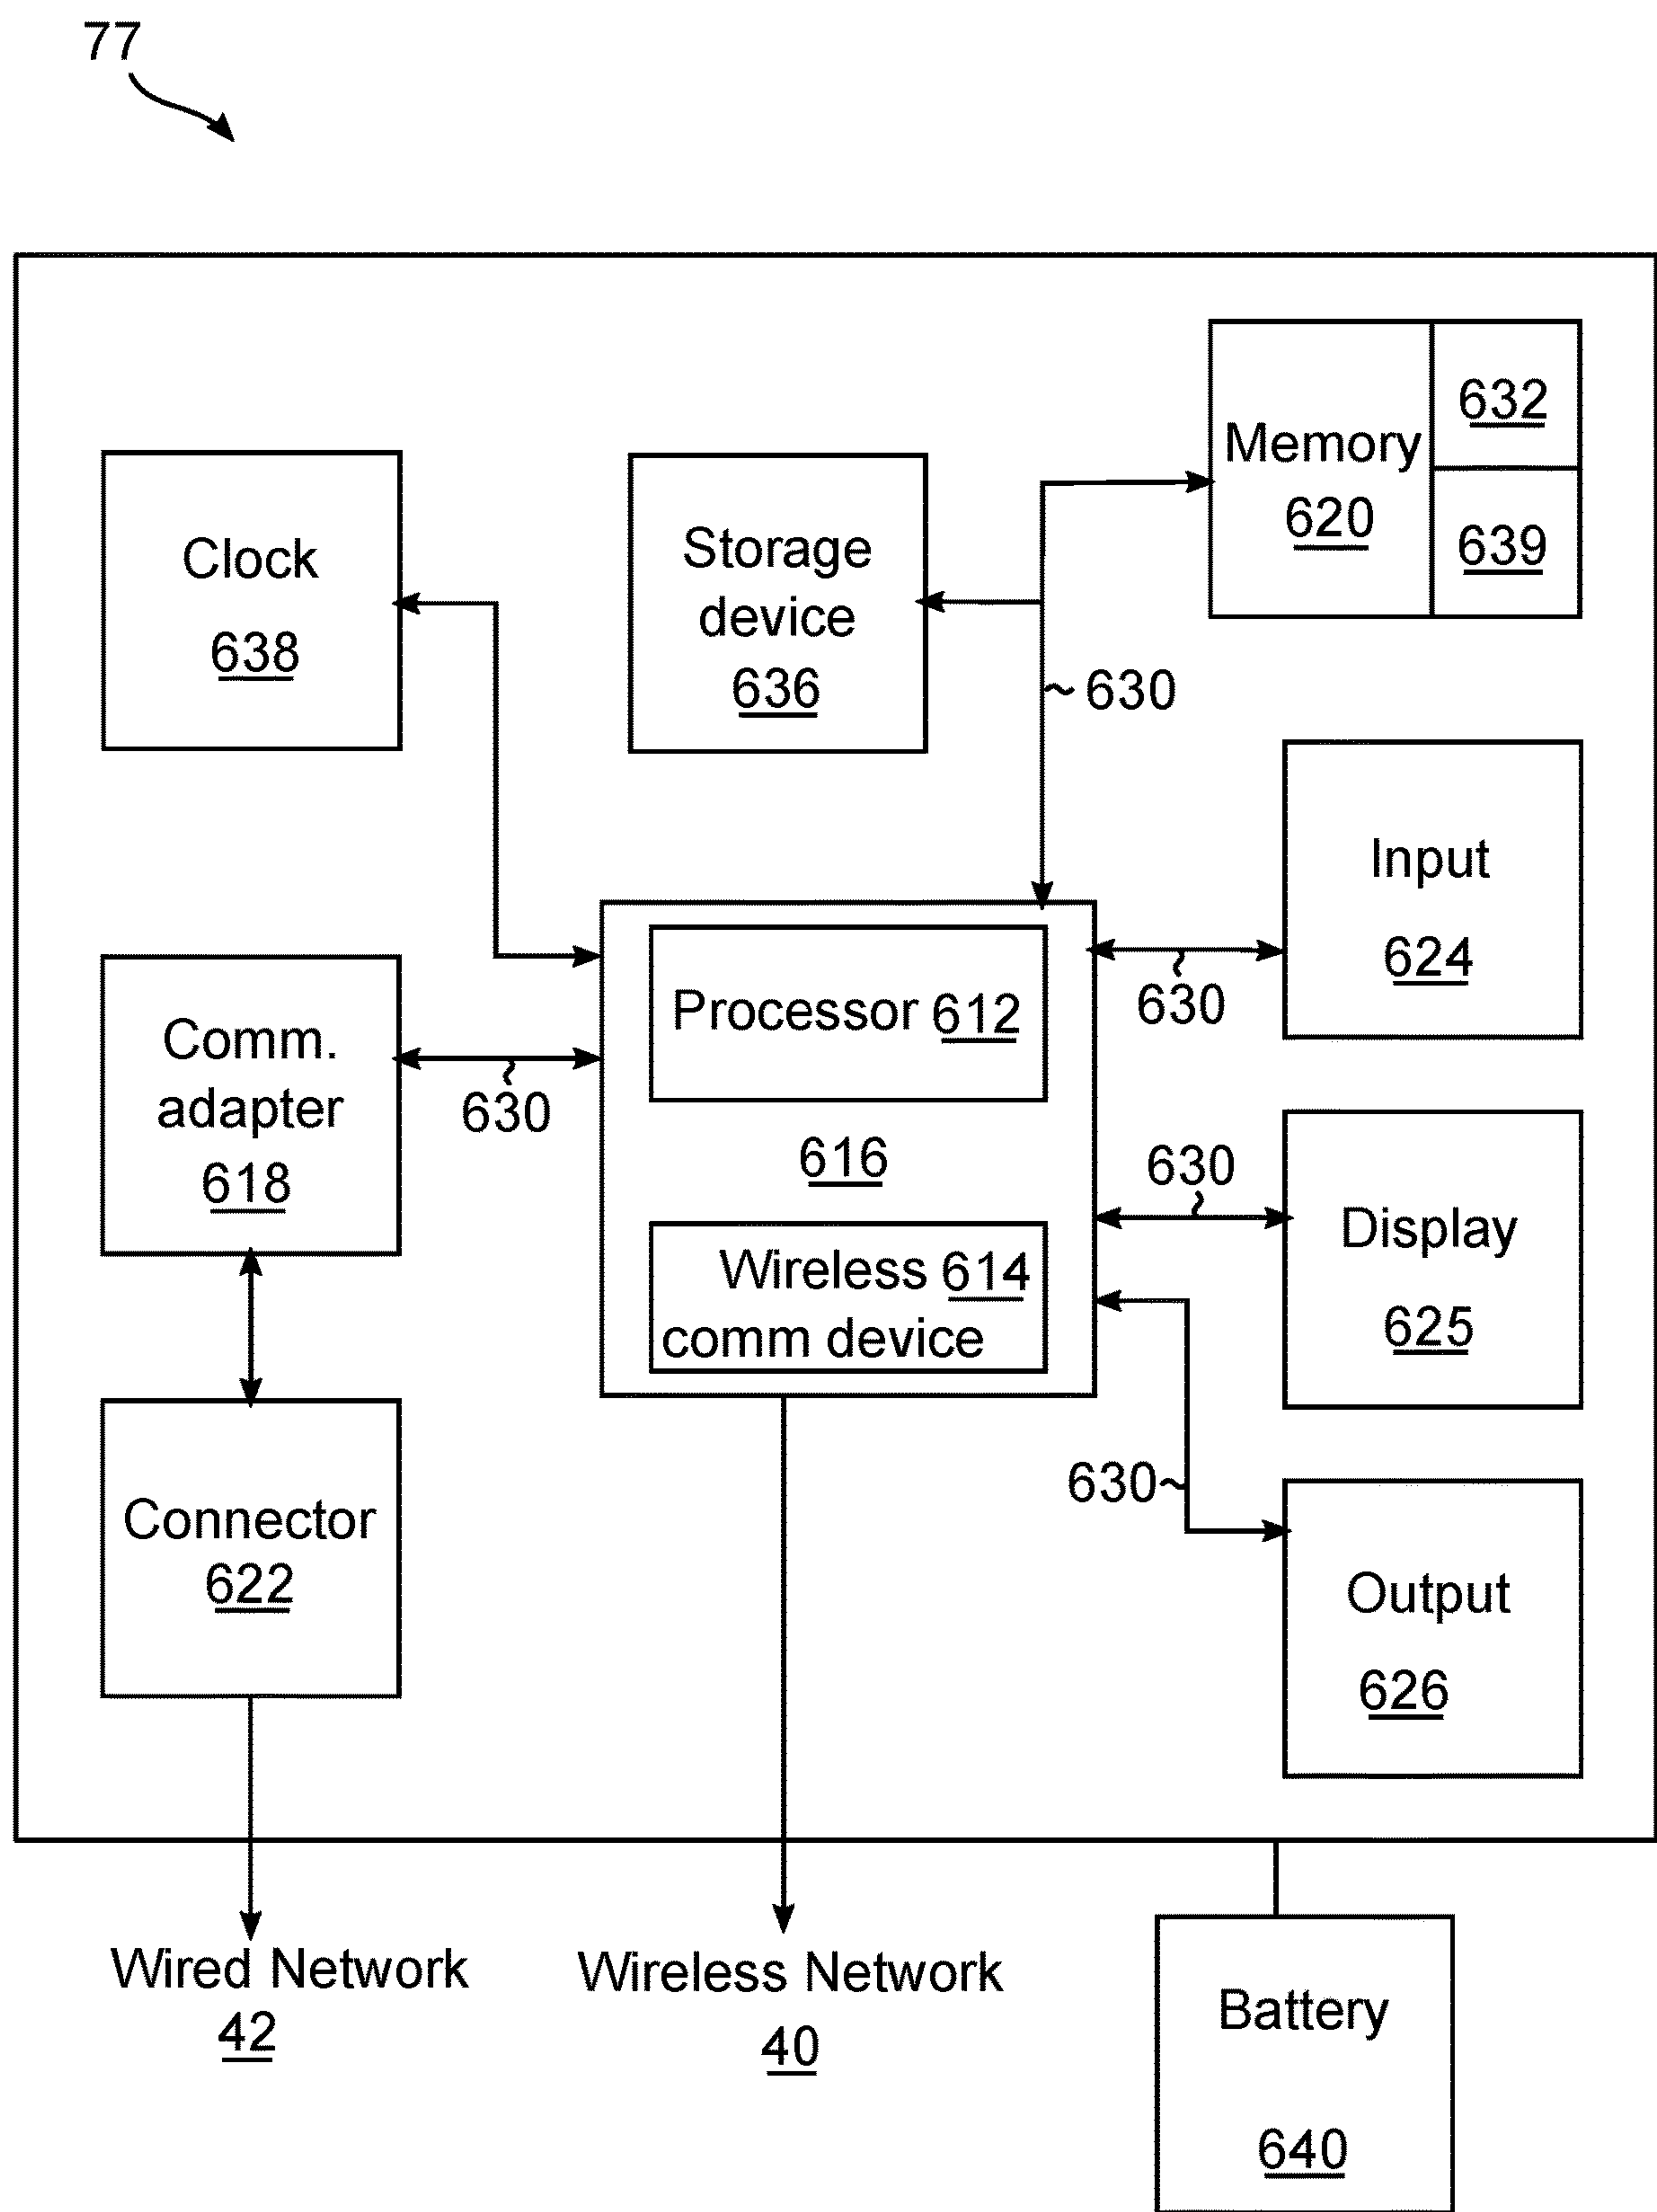 77
Memory
620
632
639
Clock
638
Storage
device
636
630
Input
624
630
Processor 612
616
Wireless 614
comm device
Comm.
adapter
618
630
630
Display
625
Connector
622
630
Output
626
Wired Network
42
Wireless Network
40
Battery
640